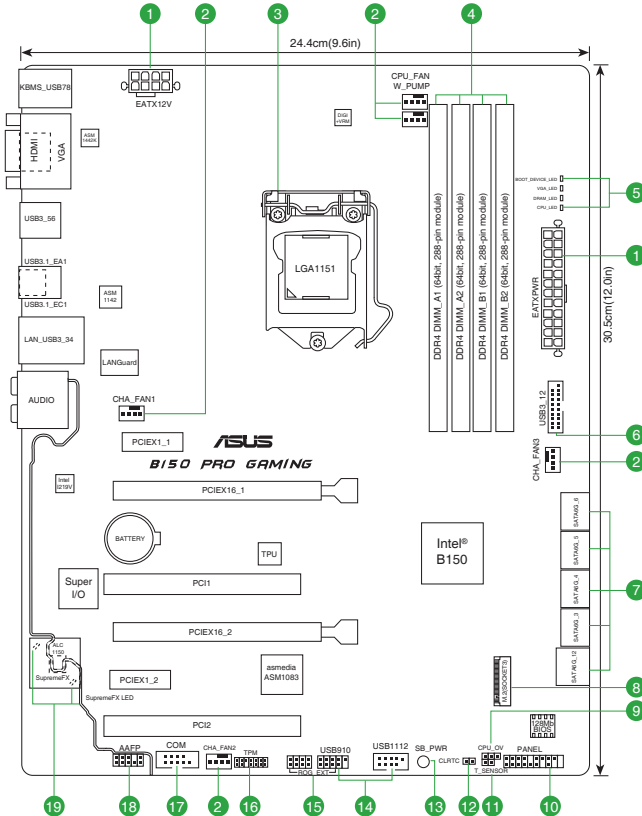 1
2
3
2
4
24.4cm(9.6in)
KBMS_USB78
EATX12V
CPU_FAN
W_PUMP
DIGI
+VRM
ASM
1442K
HDMI
VGA
BOOT_DEVICE_LED
VGA_LED
DRAM_LED
CPU_LED
5
USB3_56
LGA1151
DDR4 DIMM_A1 (64bit, 288-pin module)
DDR4 DIMM_A2 (64bit, 288-pin module)
DDR4 DIMM_B1 (64bit, 288-pin module)
DDR4 DIMM_B2 (64bit, 288-pin module)
EATXPWR
1
30.5cm(12.0in)
USB3.1_EA1
USB3.1_EC1
ASM
1142
LAN_USB3_34
LANGuard
AUDIO
CHA_FAN1
USB3_12
6
PCIEX1_1
ASUS
B150 PRO GAMING
CHA_FAN3
2
Intel
I219V
PCIEX16_1
BATTERY
TPU
Intel®
B150
SATA6G_6
SATA6G_5
SATA6G_4
SATA6G_3
SATA6G_12
7
Super
I/O
PCI1
PCIEX16_2
ALC
1150
SupremeFX
SupremeFX LED
PCIEX1_2
asmedia
ASM1083
M.2(SOCKET3)
8
PCI2
128Mb
BIOS
9
AAFP
COM
CHA_FAN2
TPM
ROG_EXT
USB910
USB1112
SB_PWR
CLRTC
CPU_OV
T_SENSOR
PANEL
19
18
17
2
16
15
14
13
12
11
10